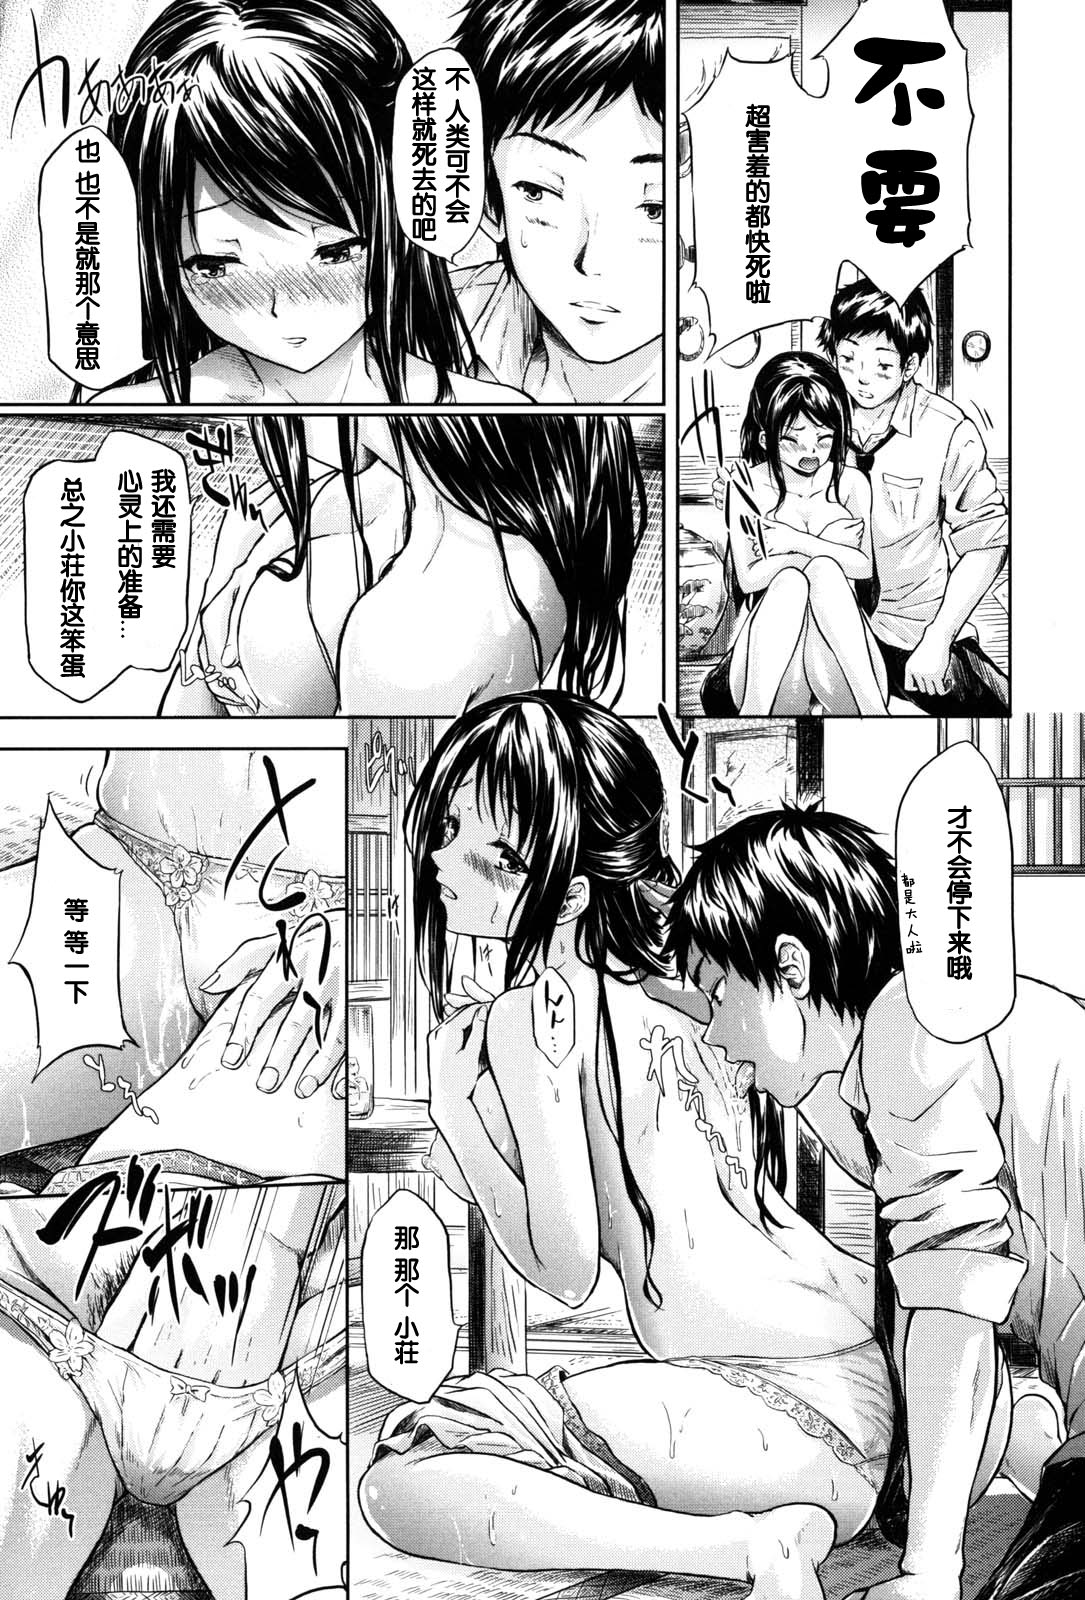 不要
超害羞的都快死啦
不 人类可不会
这样就死去的吧
也 也不是就那个意思
我还需要
心灵上的准备…
总之小荘你这笨蛋
才不会停下来哦
都是大人啦
んん…
那 那个 小荘
等 等一下